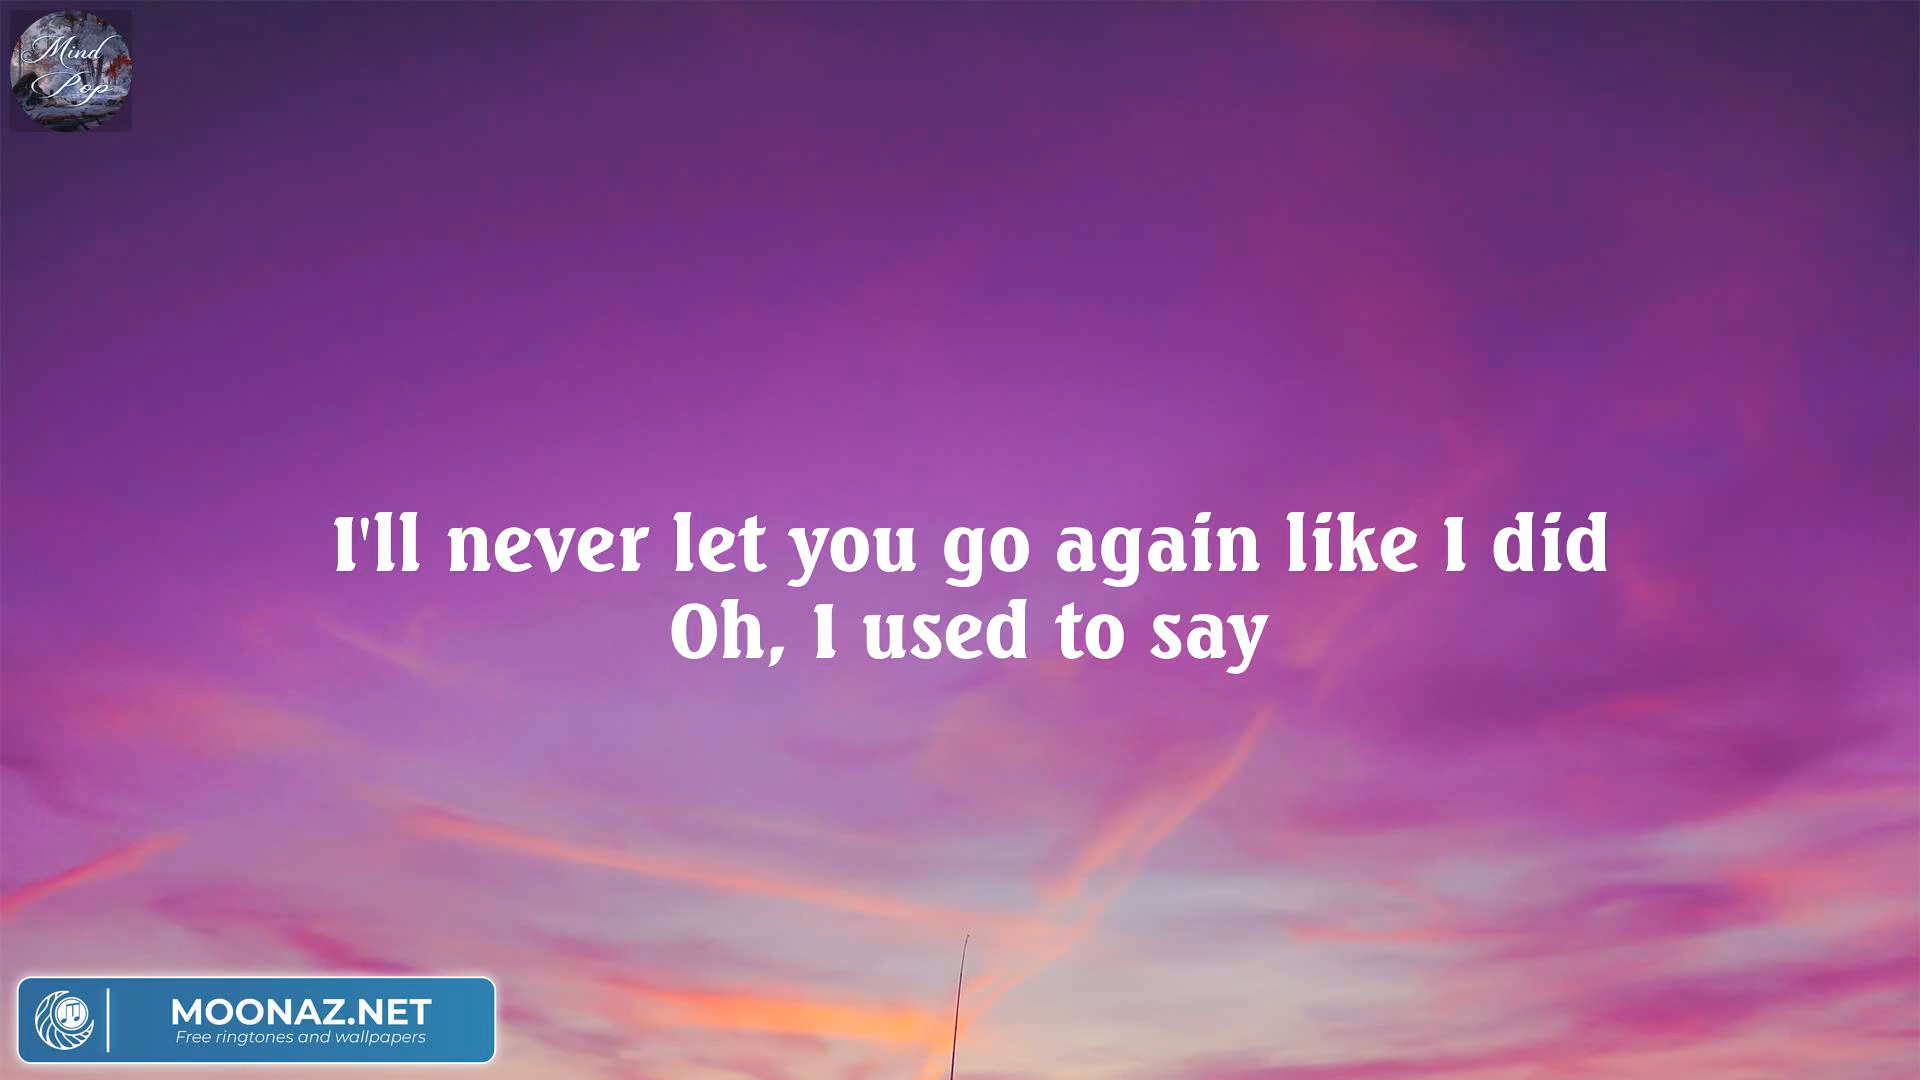 Mind
Pop
I'll never let you go again like I did
Oh, I used to say
MOONAZ.NET
Free ringtones and wallpapers